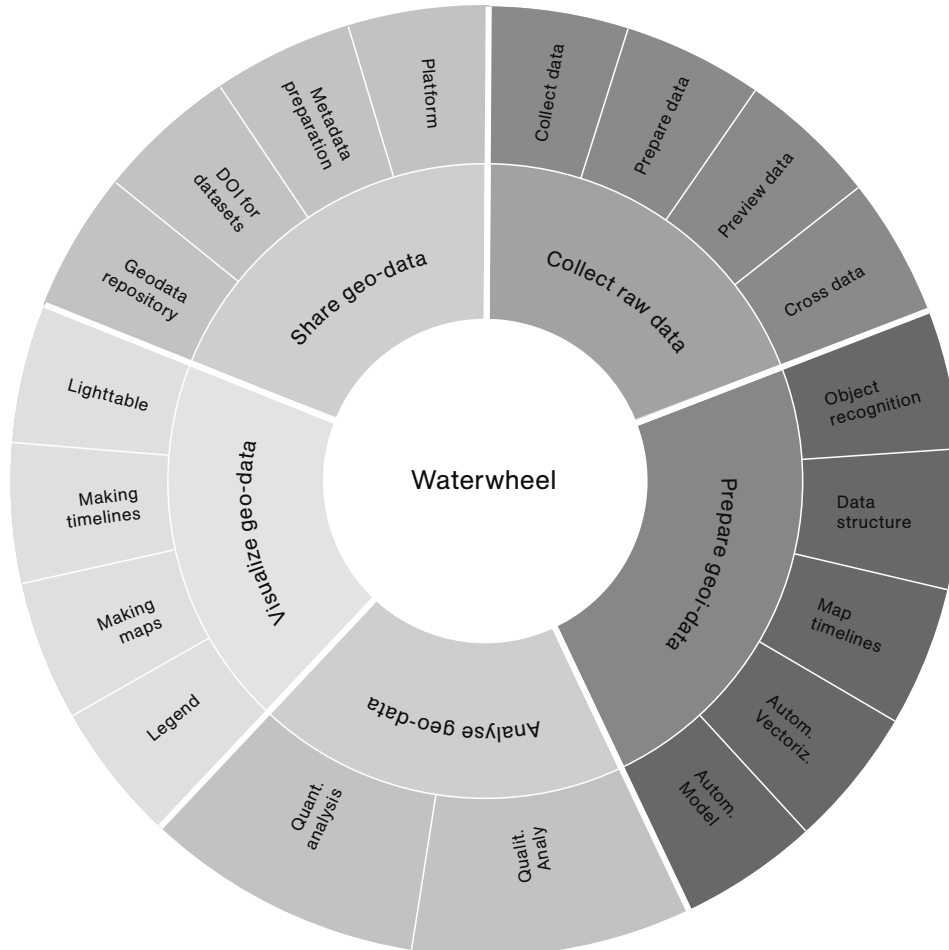 Waterwheel
Collect raw data
Collect data
Prepare data
Preview data
Cross data
Prepare geoi-data
Object
recognition
Data
structure
Map
timelines
Autom.
Vectoriz.
Autom.
Model
Analyse geo-data
Qualit.
Analy
Quant.
analysis
Visualize geo-data
Legend
Making
maps
Making
timelines
Lighttable
Share geo-data
Geodata
repository
DOI for
datasets
Metadata
preparation
Platform